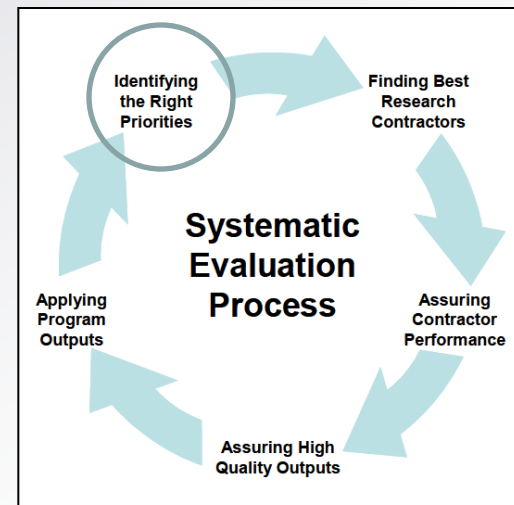 Identifying
the Right
Priorities
Finding Best
Research
Contractors
Systematic
Evaluation
Process
Assuring
Contractor
Performance
Assuring High
Quality Outputs
Applying
Program
Outputs